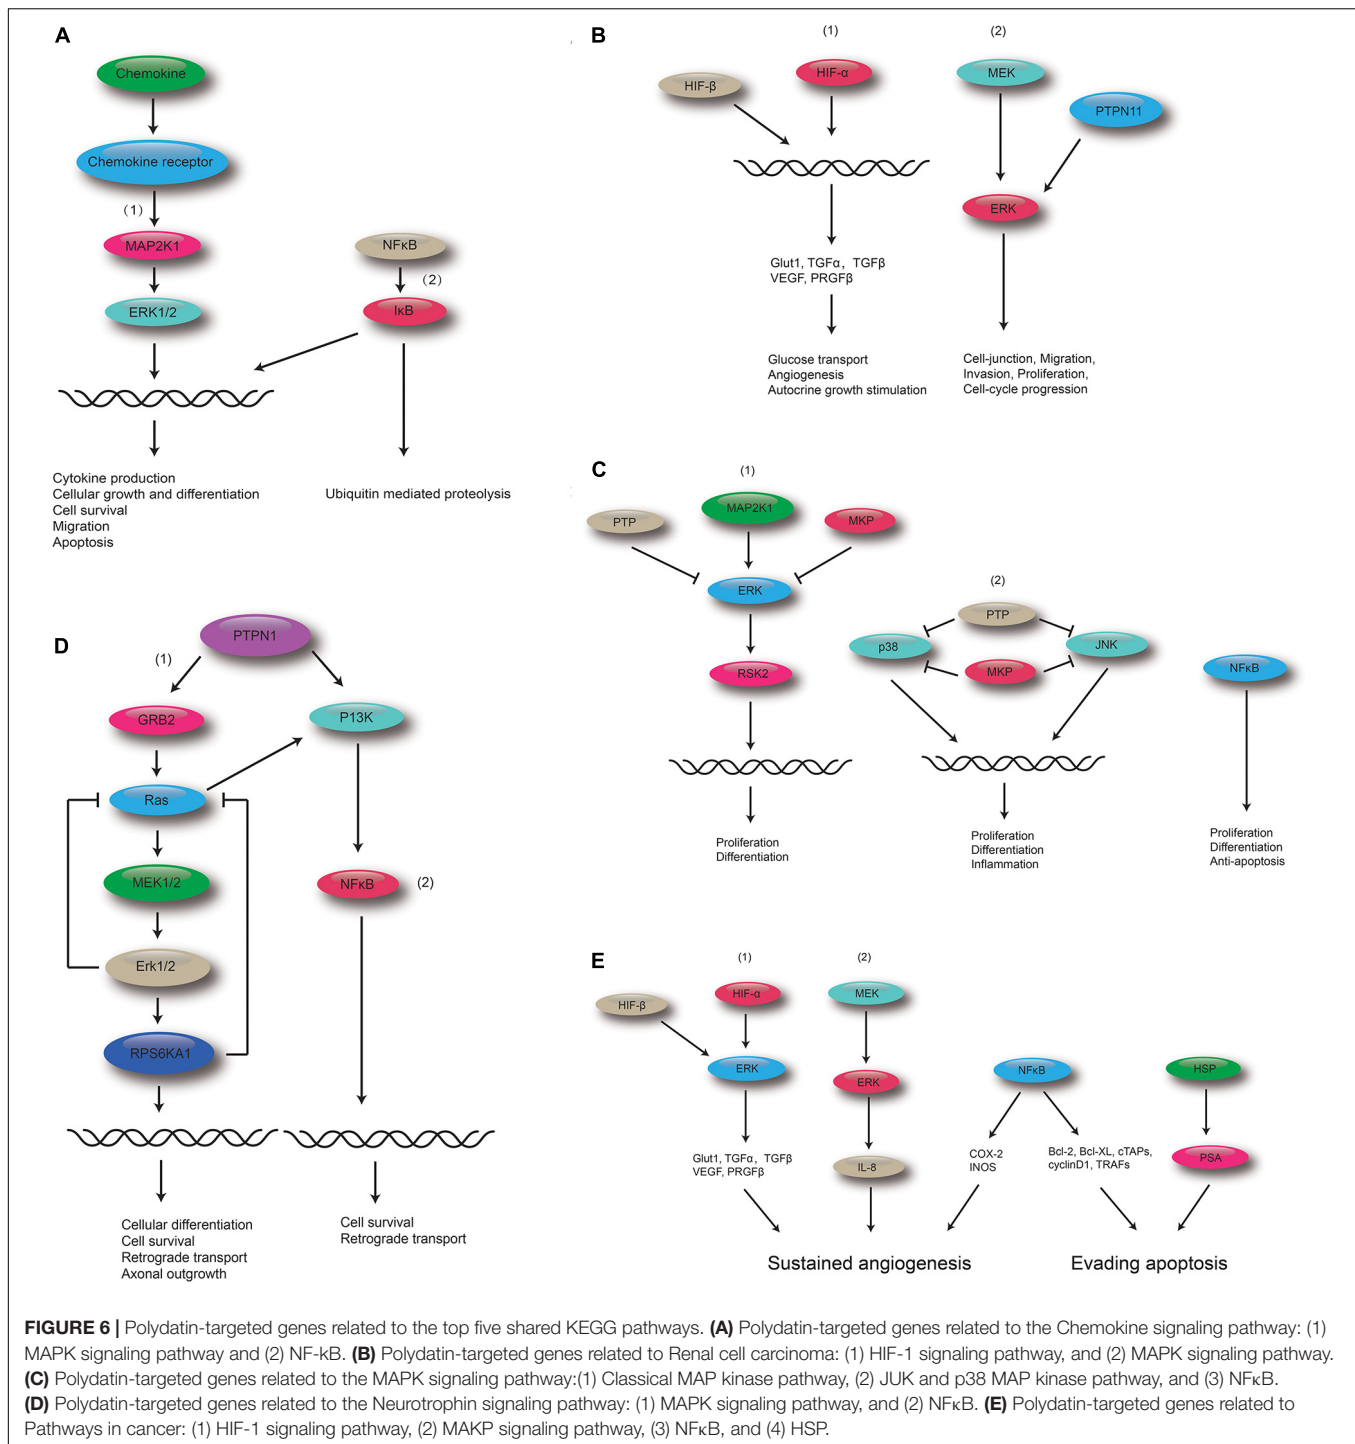 A
Chemokine
Chemokine receptor
(1)
MAP2K1
ERK1/2
NFκB
(2)
IκB
Cytokine production
Cellular growth and differentiation
Cell survival
Migration
Apoptosis
Ubiquitin mediated proteolysis
B
(1)
(2)
HIF-β
HIF-α
MEK
PTPN11
ERK
Glut1, TGFα, TGFβ
VEGF, PRGFβ
Glucose transport
Angiogenesis
Autocrine growth stimulation
Cell-junction, Migration,
Invasion, Proliferation,
Cell-cycle progression
C
(1)
PTP
MAP2K1
MKP
ERK
RSK2
Proliferation
Differentiation
(2)
PTP
p38
JNK
MKP
Proliferation
Differentiation
Inflammation
NFκB
Proliferation
Differentiation
Anti-apoptosis
D
PTPN1
(1)
GRB2
P13K
Ras
MEK1/2
NFκB
(2)
Erk1/2
RPS6KA1
Cellular differentiation
Cell survival
Retrograde transport
Axonal outgrowth
Cell survival
Retrograde transport
E
(1)
(2)
HIF-β
HIF-α
MEK
ERK
ERK
NFκB
HSP
Glut1, TGFα, TGFβ
VEGF, PRGFβ
IL-8
COX-2
INOS
Bcl-2, Bcl-XL, cTAPs,
cyclinD1, TRAFs
PSA
Sustained angiogenesis
Evading apoptosis
FIGURE 6 | Polydatin-targeted genes related to the top five shared KEGG pathways. (A) Polydatin-targeted genes related to the Chemokine signaling pathway: (1)
MAPK signaling pathway and (2) NF-kB. (B) Polydatin-targeted genes related to Renal cell carcinoma: (1) HIF-1 signaling pathway, and (2) MAPK signaling pathway.
(C) Polydatin-targeted genes related to the MAPK signaling pathway:(1) Classical MAP kinase pathway, (2) JUK and p38 MAP kinase pathway, and (3) NFκB.
(D) Polydatin-targeted genes related to the Neurotrophin signaling pathway: (1) MAPK signaling pathway, and (2) NFκB. (E) Polydatin-targeted genes related to
Pathways in cancer: (1) HIF-1 signaling pathway, (2) MAKP signaling pathway, (3) NFκB, and (4) HSP.